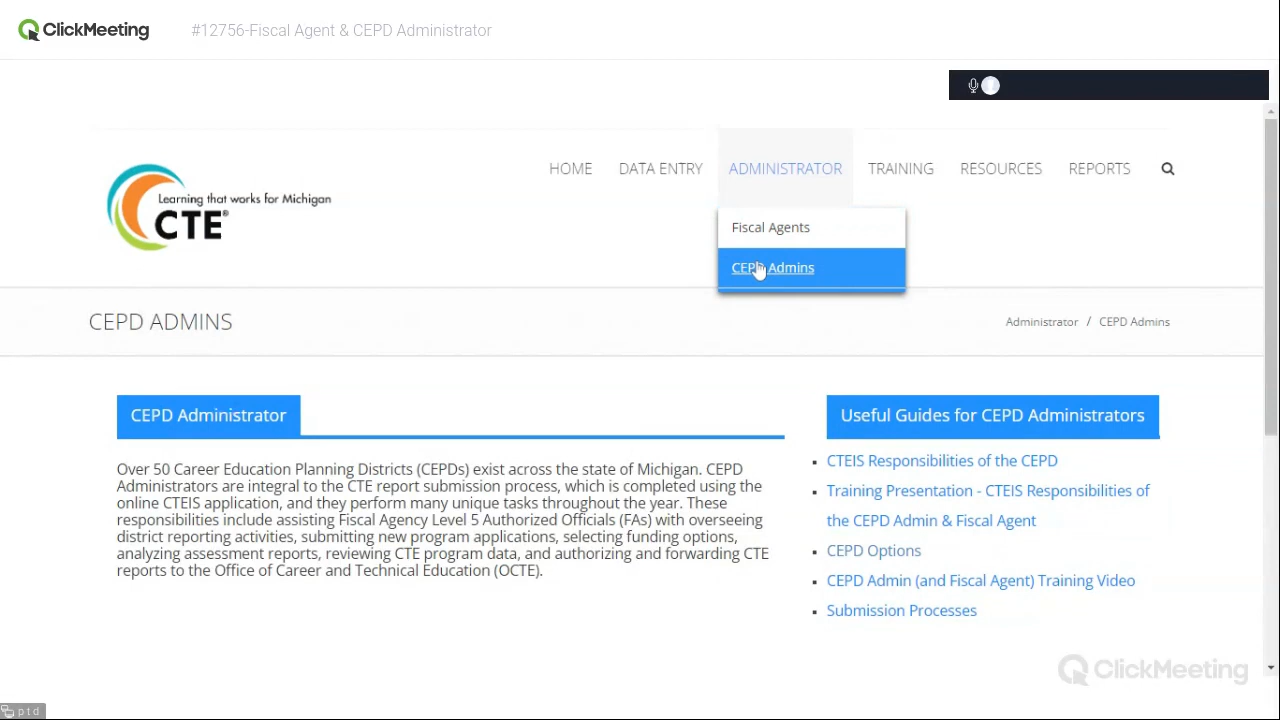 ClickMeeting
#12756-Fiscal Agent & CEPD Administrator
HOME DATA ENTRY ADMINISTRATOR TRAINING RESOURCES REPORTS
Learning that works for Michigan
CTE®
Fiscal Agents
CEPD Admins
CEPD ADMINS
Administrator / CEPD Admins
CEPD Administrator
Over 50 Career Education Planning Districts (CEPDs) exist across the state of Michigan. CEPD
Administrators are integral to the CTE report submission process, which is completed using the
online CTEIS application, and they perform many unique tasks throughout the year. These
responsibilities include assisting Fiscal Agency Level 5 Authorized Officials (FAs) with overseeing
district reporting activities, submitting new program applications, selecting funding options,
analyzing assessment reports, reviewing CTE program data, and authorizing and forwarding CTE
reports to the Office of Career and Technical Education (OCTE).
Useful Guides for CEPD Administrators
CTEIS Responsibilities of the CEPD
Training Presentation - CTEIS Responsibilities of
the CEPD Admin & Fiscal Agent
CEPD Options
CEPD Admin (and Fiscal Agent) Training Video
Submission Processes
ClickMeeting
ptd